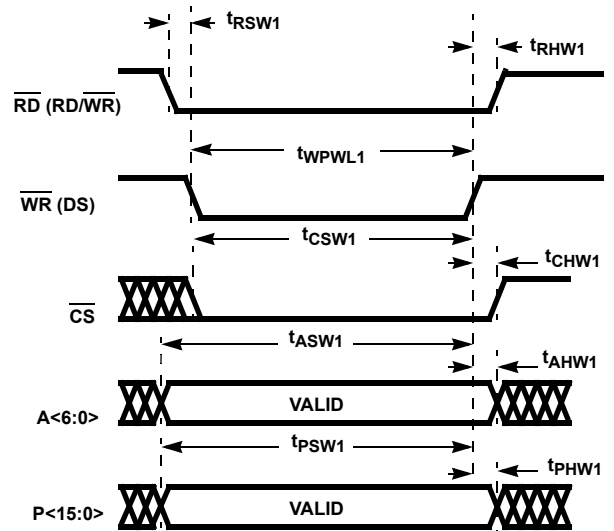 tRSW1
tRHW1
RD (RD/WR)
tWPWL1
WR (DS)
tCSW1
tCHW1
CS
tASW1
tAHW1
A<6:0>
VALID
tPSW1
tPHW1
P<15:0>
VALID